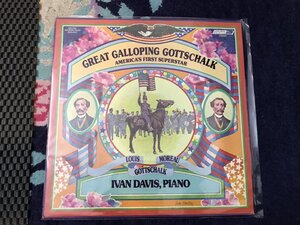 GREAT GALLOPING GOTTSCHALK
AMERICA'S FIRST SUPERSTAR
LOUIS MOREAU
GOTTSCHALK
IVAN DAVIS, PIANO